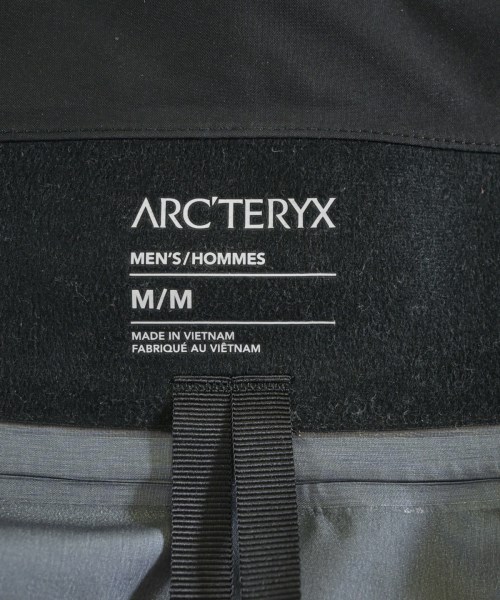 ARC'TERYX
MEN'S/HOMMES
M/M
MADE IN VIETNAM
FABRIQUÉ AU VIÊTNAM